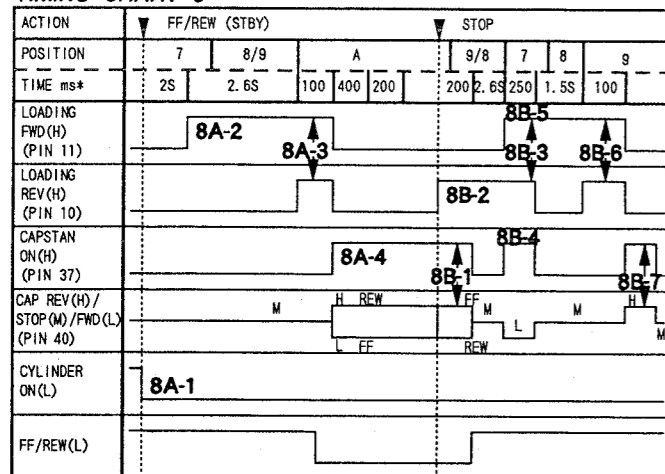 ACTION FF/REW (STBY) STOP
POSITION 7 8/9 A 9/8 7 8 9
TIME ms* 2S 2.6S 100 400 200 200 2.6S 250 1.5S 100
LOADING
FWD(H)
(PIN 11)
8A-2 8A-3 8B-5 8B-3 8B-6
LOADING
REV(H)
(PIN 10)
8B-2
CAPSTAN
ON(H)
(PIN 37)
8A-4 8B-1 8B-4 8B-7
CAP REV(H)/
STOP(M)/FWD(L)
(PIN 40)
M H REW FF M M H
L FF REW L M
CYLINDER
ON(L)
8A-1
FF/REW(L)